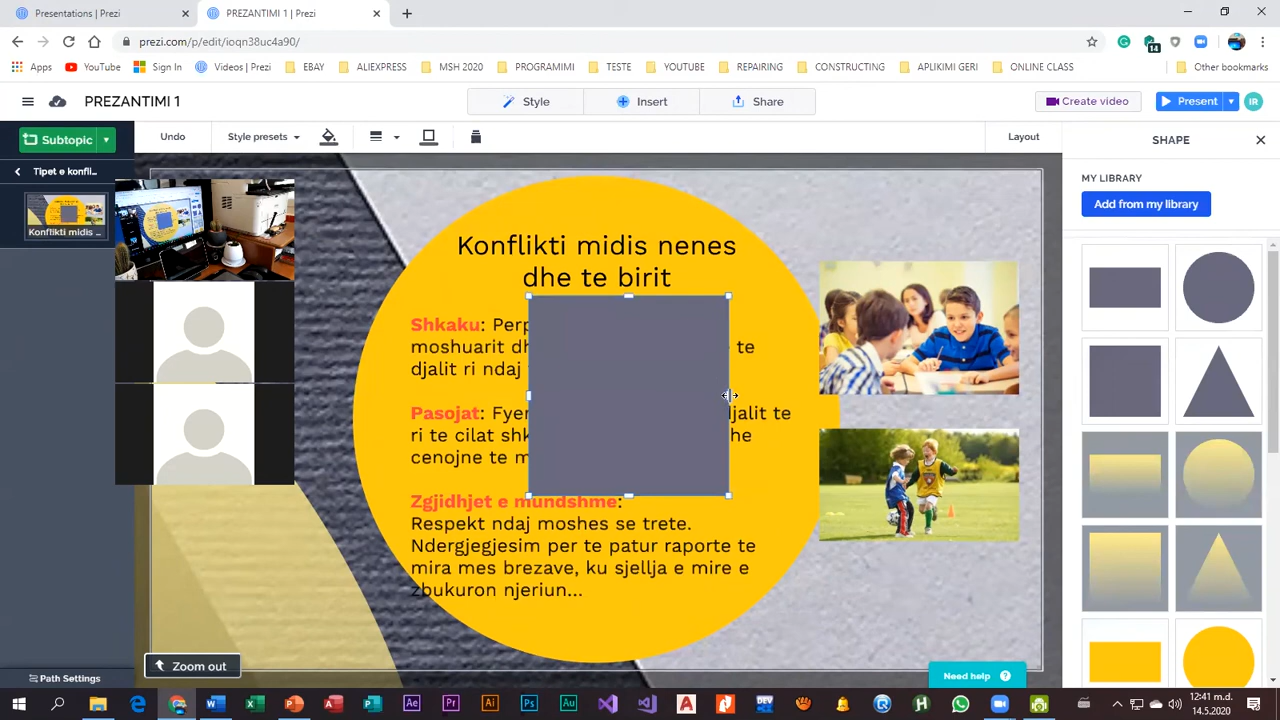 Presentations | Prezi
PREZANTIMI 1 | Prezi
prezi.com/p/edit/ioqn38uc4a90/
14
Apps
YouTube
Sign In
Videos | Prezi
EBAY
ALIEXPRESS
MSH 2020
PROGRAMIMI
TESTE
YOUTUBE
REPAIRING
CONSTRUCTING
APLIKIMI GERI
ONLINE CLASS
Other bookmarks
PREZANTIMI 1
Style
Insert
Share
Create video
Present
IR
Subtopic
Undo
Style presets
Layout
SHAPE
Tipet e konfli...
MY LIBRARY
Add from my library
Konflikti midis ...
Konflikti midis nenes
dhe te birit
Shkaku: Perp
moshuarit dh te
djalit ri ndaj
Pasojat: Fyer djalit te
ri te cilat shk he
cenojne te m
Zgjidhjet e mundshme:
Respekt ndaj moshes se trete.
Ndergjegjesim per te patur raporte te
mira mes brezave, ku sjellja e mire e
zbukuron njeriun...
Zoom out
Need help ?
Path Settings
12:41 m.d.
14.5.2020